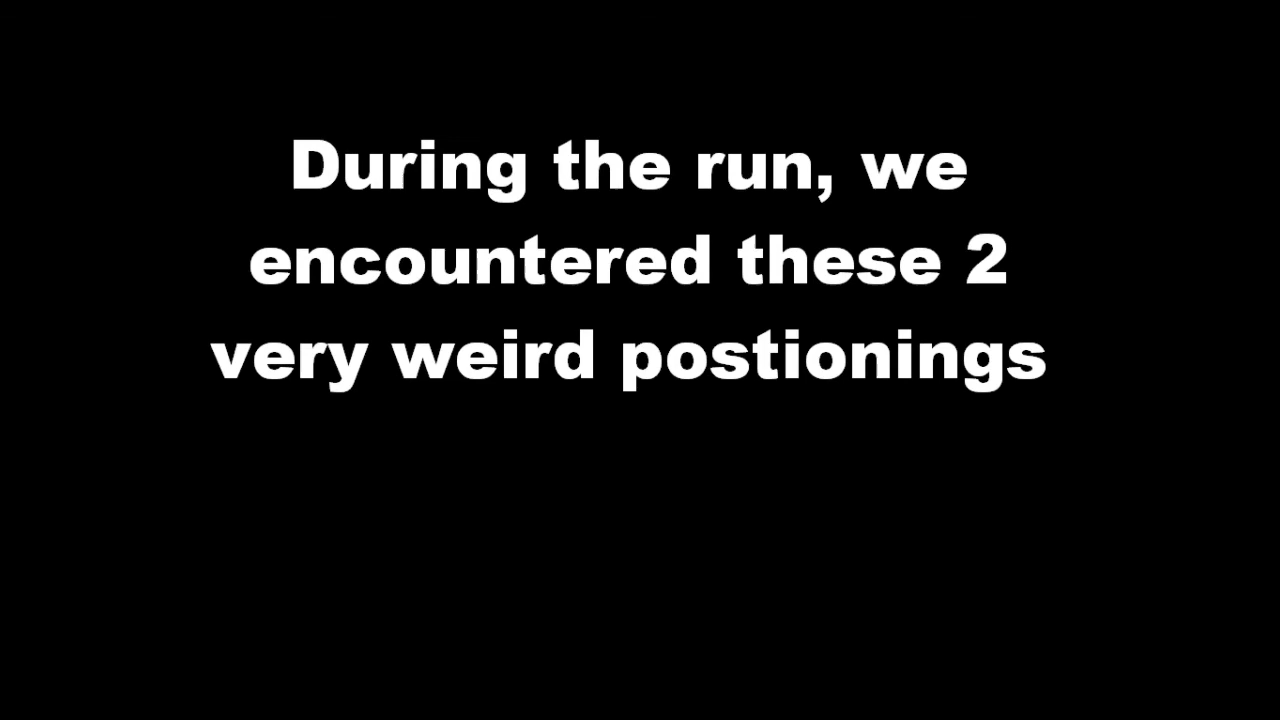 During the run, we
encountered these 2
very weird postionings